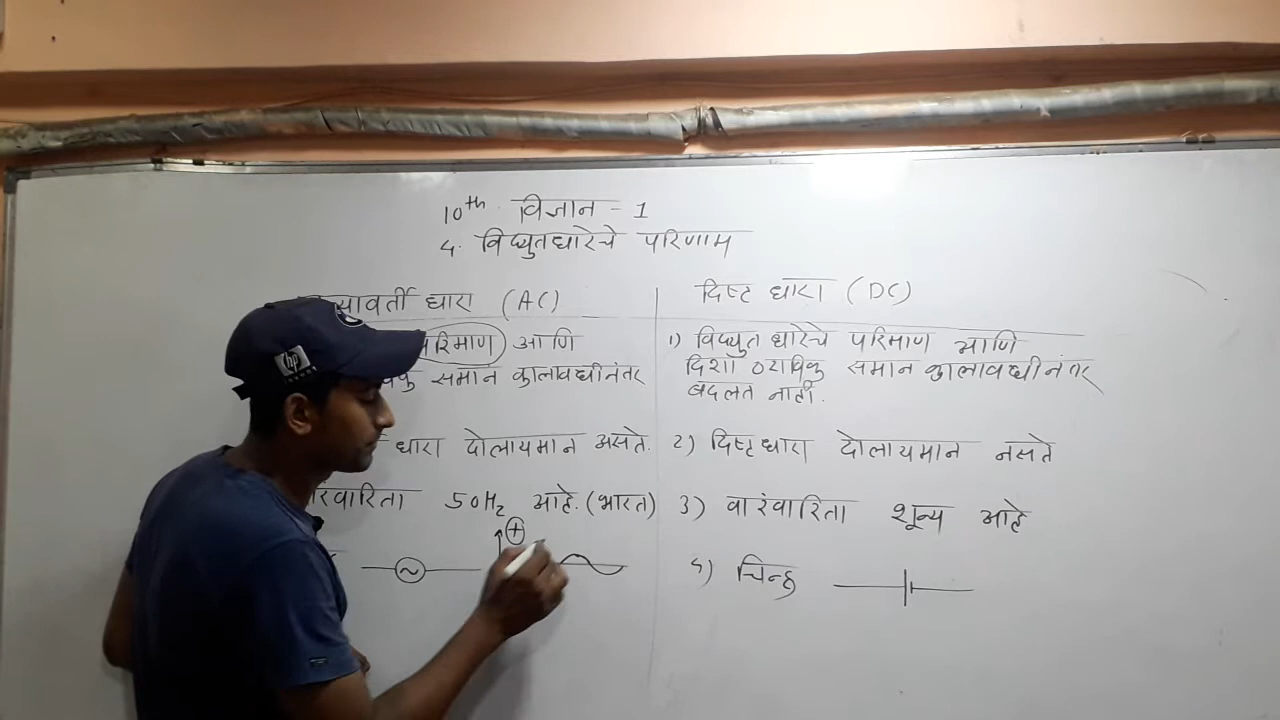 10th विज्ञान - 1
4. विद्युतधारेचे परिणाम
धारा (AC)
दिष्ट धारा (DC)
परिमाण आणि
समान कालावधीनंतर
धारा दोलायमान असते.
50Hz आहे. (भारत)
+
~
1) विद्युत धारेचे परिमाण आणि
दिशा ठराविक समान कालावधीनंतर
बदलत नाही.
2) दिष्टधारा दोलायमान नसते
3) वारंवारिता शून्य आहे
4) चिन्ह
hp